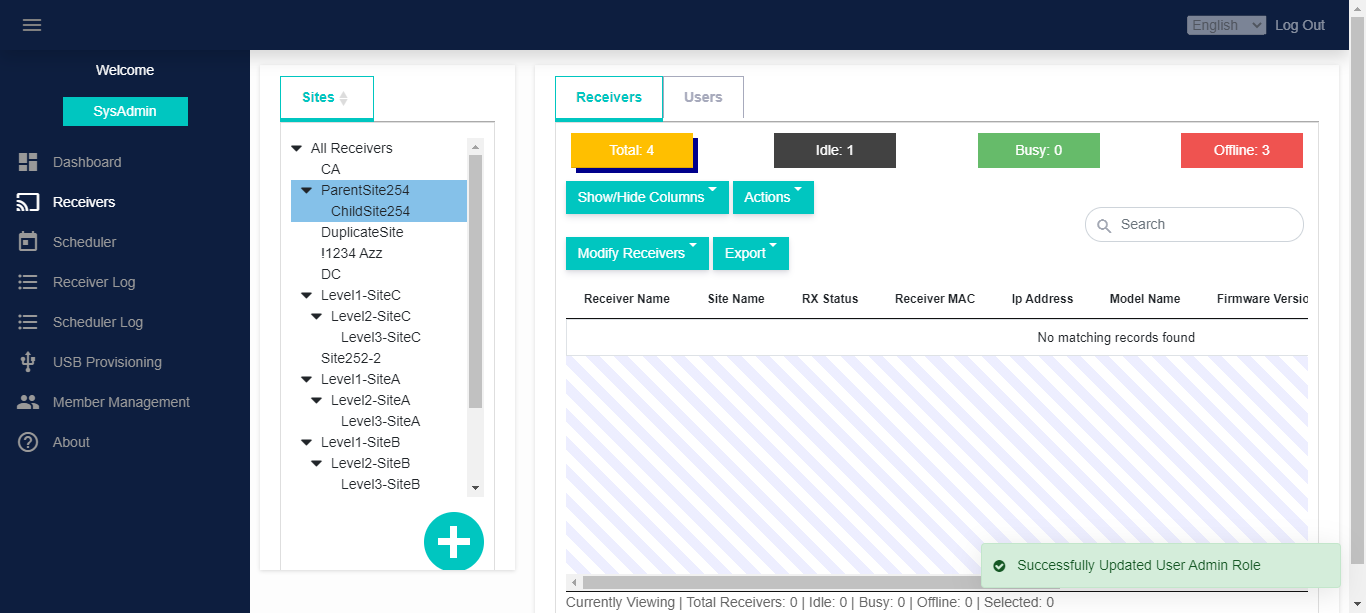 English Log Out
Welcome
SysAdmin
Dashboard
Receivers
Scheduler
Receiver Log
Scheduler Log
USB Provisioning
Member Management
About
Sites
All Receivers
CA
ParentSite254
ChildSite254
DuplicateSite
!1234 Azz
DC
Level1-SiteC
Level2-SiteC
Level3-SiteC
Site252-2
Level1-SiteA
Level2-SiteA
Level3-SiteA
Level1-SiteB
Level2-SiteB
Level3-SiteB
Receivers Users
Total: 4 Idle: 1 Busy: 0 Offline: 3
Show/Hide Columns Actions
Search
Modify Receivers Export
Receiver Name Site Name RX Status Receiver MAC Ip Address Model Name Firmware Versio
No matching records found
Successfully Updated User Admin Role
Currently Viewing | Total Receivers: 0 | Idle: 0 | Busy: 0 | Offline: 0 | Selected: 0